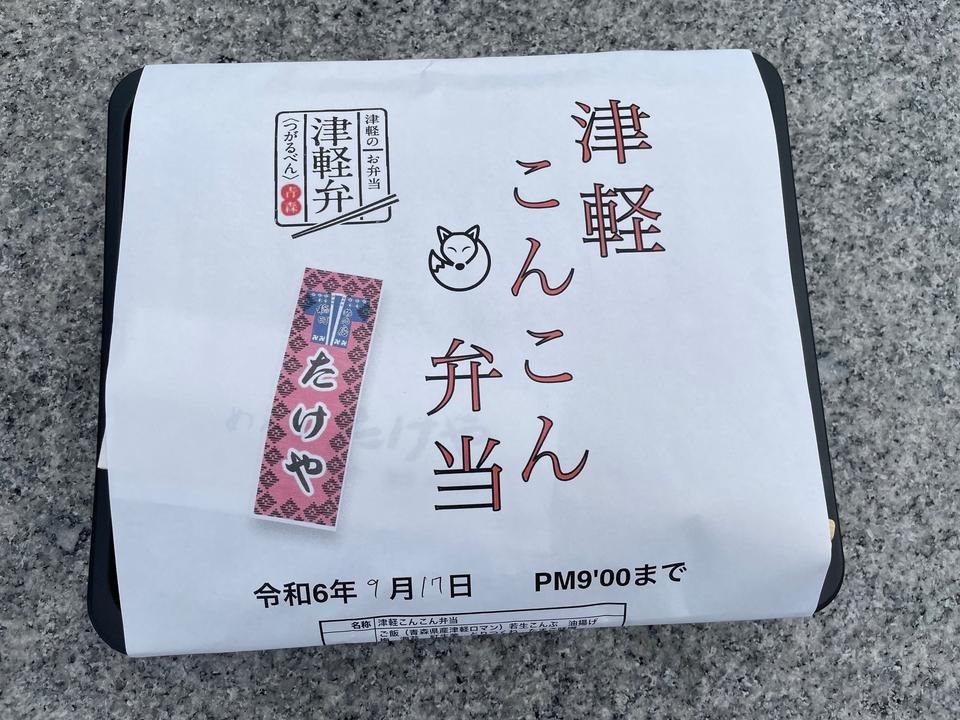 津軽
こんこん
弁当
津軽の お弁当
津軽弁
〈つがるべん〉
青森
たけや
令和6年 9月17日 PM9'00まで
名称 津軽こんこん弁当
ご飯(青森県産津軽ロマン)若生こんぶ 油揚げ